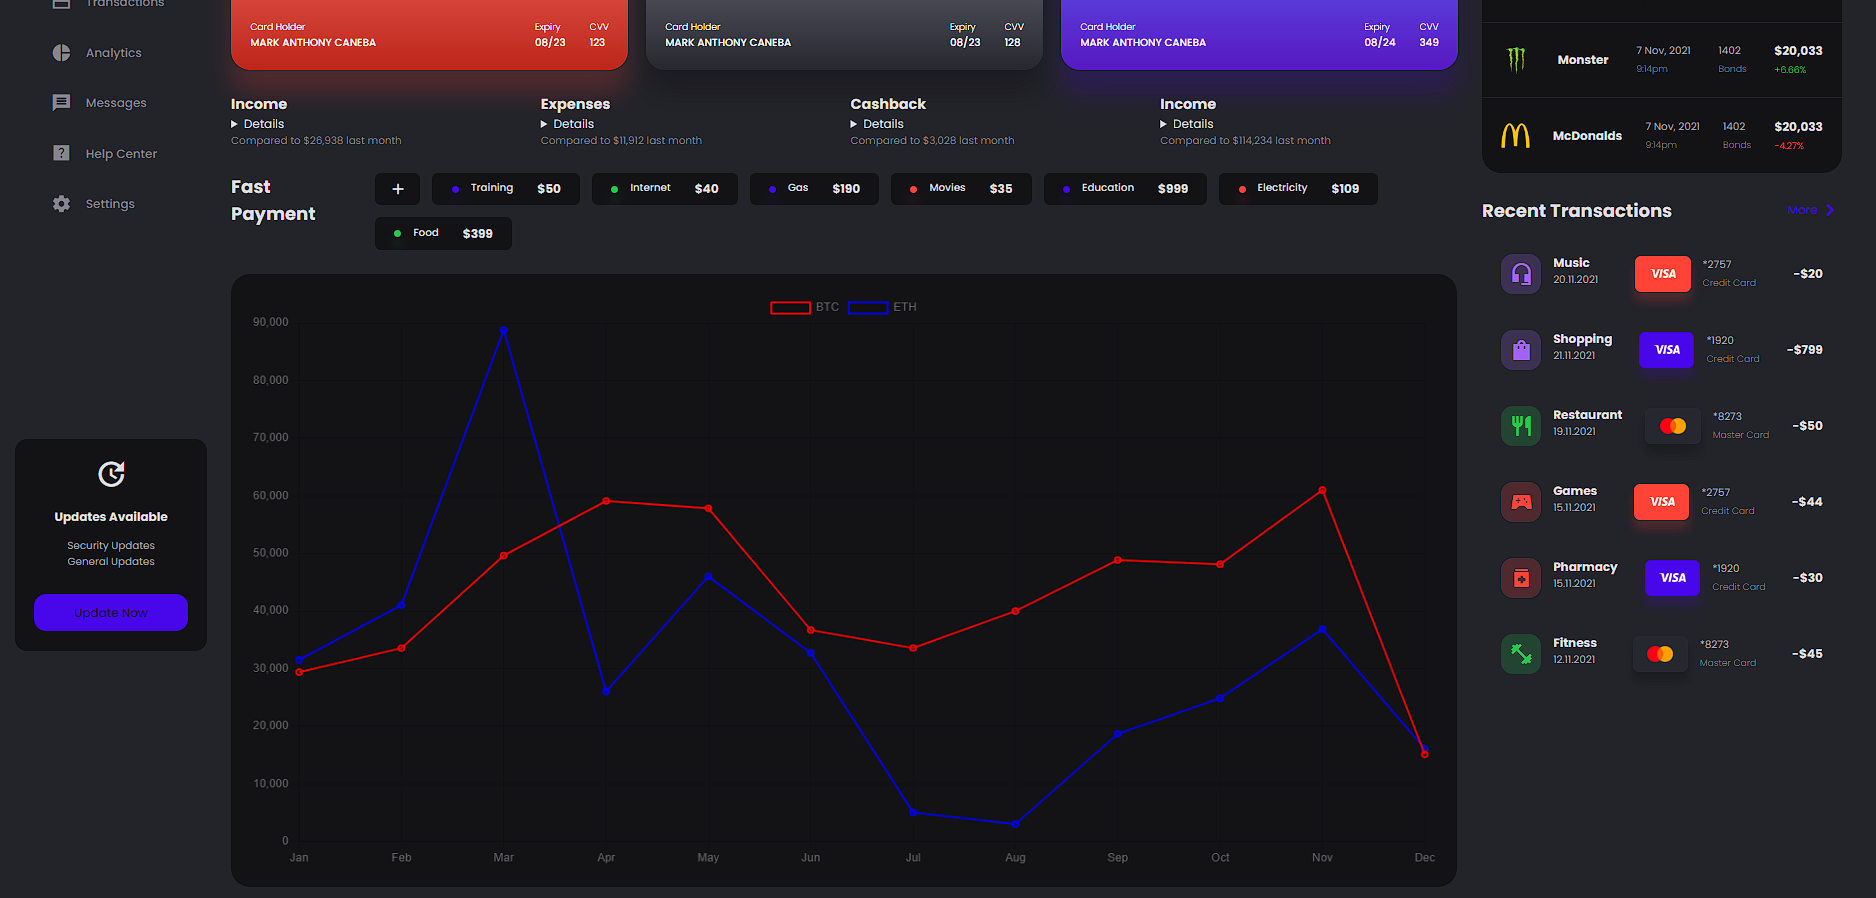 Transactions
Analytics
Messages
Help Center
Settings
Updates Available
Security Updates
General Updates
Update Now
Card Holder Expiry CVV
MARK ANTHONY CANEBA 08/23 123
Card Holder Expiry CVV
MARK ANTHONY CANEBA 08/23 128
Card Holder Expiry CVV
MARK ANTHONY CANEBA 08/24 349
Income
Details
Compared to $26,938 last month
Expenses
Details
Compared to $11,912 last month
Cashback
Details
Compared to $3,028 last month
Income
Details
Compared to $114,234 last month
Fast
Payment
+
Training $50
Internet $40
Gas $190
Movies $35
Education $999
Electricity $109
Food $399
BTC ETH
90,000
80,000
70,000
60,000
50,000
40,000
30,000
20,000
10,000
0
Jan Feb Mar Apr May Jun Jul Aug Sep Oct Nov Dec
Monster 7 Nov, 2021 1402 $20,033
9:14pm Bonds +6.66%
McDonalds 7 Nov, 2021 1402 $20,033
9:14pm Bonds -4.27%
Recent Transactions More
Music VISA *2757 -$20
20.11.2021 Credit Card
Shopping VISA *1920 -$799
21.11.2021 Credit Card
Restaurant *8273 -$50
19.11.2021 Master Card
Games VISA *2757 -$44
15.11.2021 Credit Card
Pharmacy VISA *1920 -$30
15.11.2021 Credit Card
Fitness *8273 -$45
12.11.2021 Master Card